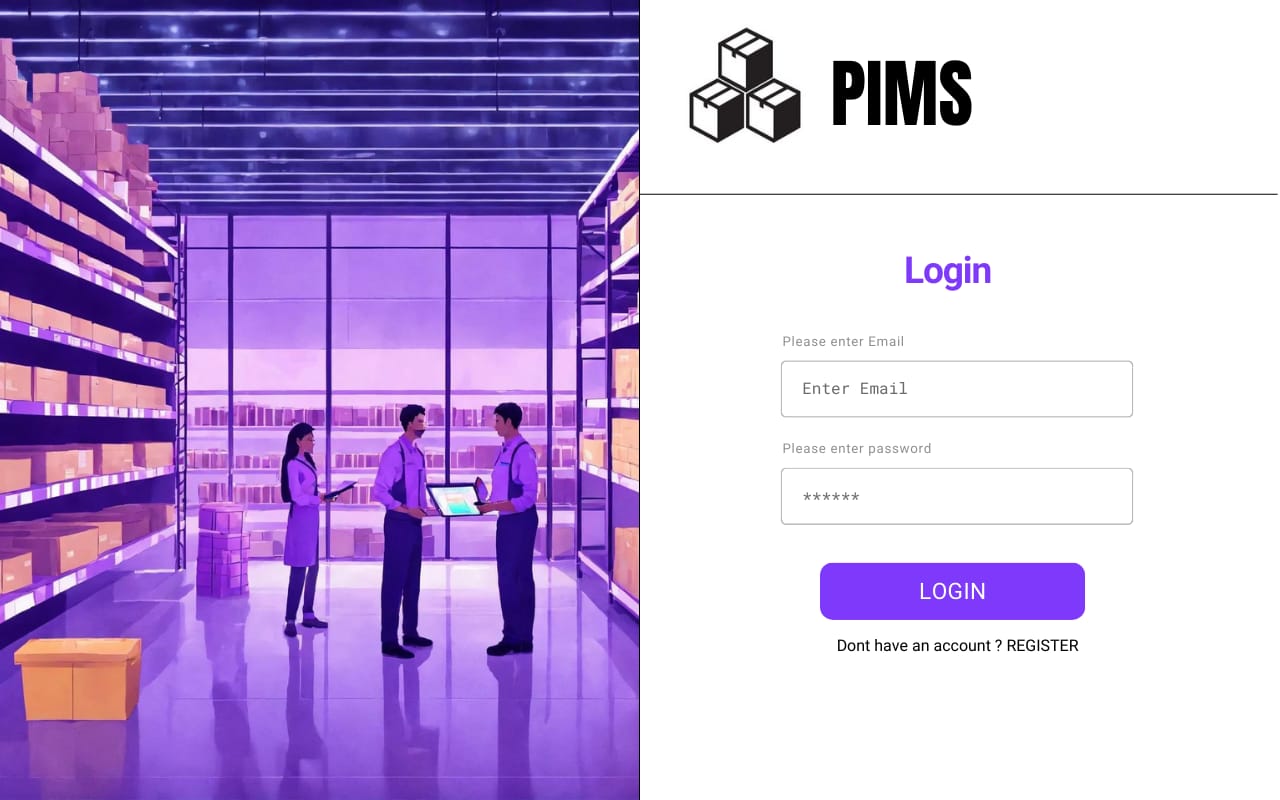 PIMS
Login
Please enter Email
Enter Email
Please enter password
******
LOGIN
Dont have an account ? REGISTER